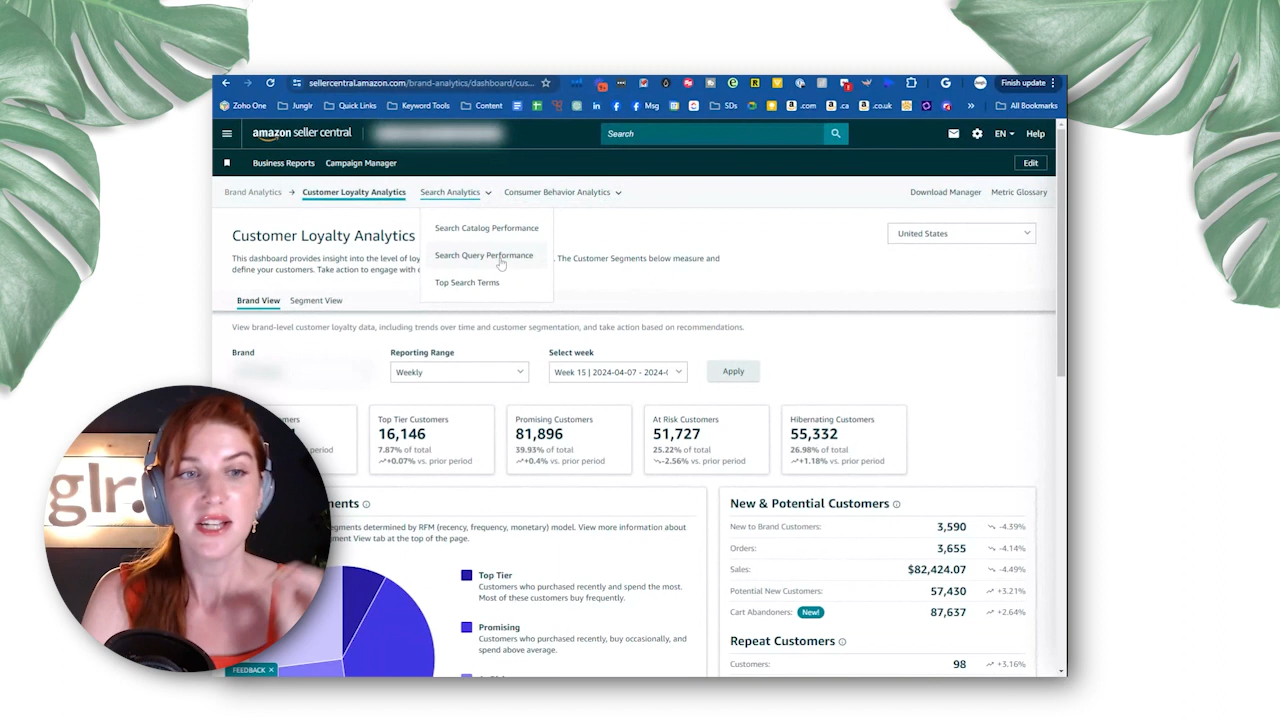 sellercentral.amazon.com/brand-analytics/dashboard/cus...
Finish update
Zoho One
Junglr
Quick Links
Keyword Tools
Content
Msg
SDs
.com
.ca
.co.uk
»
All Bookmarks
amazon seller central
Search
EN
Help
Business Reports
Campaign Manager
Edit
Brand Analytics → Customer Loyalty Analytics
Search Analytics
Consumer Behavior Analytics
Download Manager
Metric Glossary
Search Catalog Performance
Search Query Performance
Top Search Terms
Customer Loyalty Analytics
United States
This dashboard provides insight into the level of loy
. The Customer Segments below measure and
define your customers. Take action to engage with
Brand View
Segment View
View brand-level customer loyalty data, including trends over time and customer segmentation, and take action based on recommendations.
Brand
Reporting Range
Select week
Weekly
Week 15 | 2024-04-07 - 2024-(
Apply
mers
Top Tier Customers
16,146
7.87% of total
+0.07% vs. prior period
Promising Customers
81,896
39.93% of total
+0.4% vs. prior period
At Risk Customers
51,727
25.22% of total
-2.56% vs. prior period
Hibernating Customers
55,332
26.98% of total
+1.18% vs. prior period
period
ments
egments determined by RFM (recency, frequency, monetary) model. View more information about
ment View tab at the top of the page.
Top Tier
Customers who purchased recently and spend the most.
Most of these customers buy frequently.
Promising
Customers who purchased recently, buy occasionally, and
spend above average.
New & Potential Customers
New to Brand Customers: 3,590 -4.39%
Orders: 3,655 -4.14%
Sales: $82,424.07 -4.49%
Potential New Customers: 57,430 +3.21%
Cart Abandoners: New! 87,637 +2.64%
Repeat Customers
Customers: 98 +3.16%
FEEDBACK ×
glr.